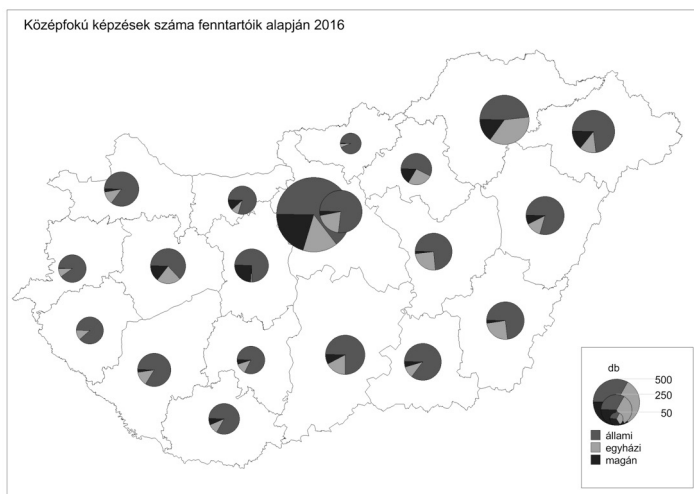 Középfokú képzések száma fenntartóik alapján 2016
db
500
250
50
állami
egyházi
magán